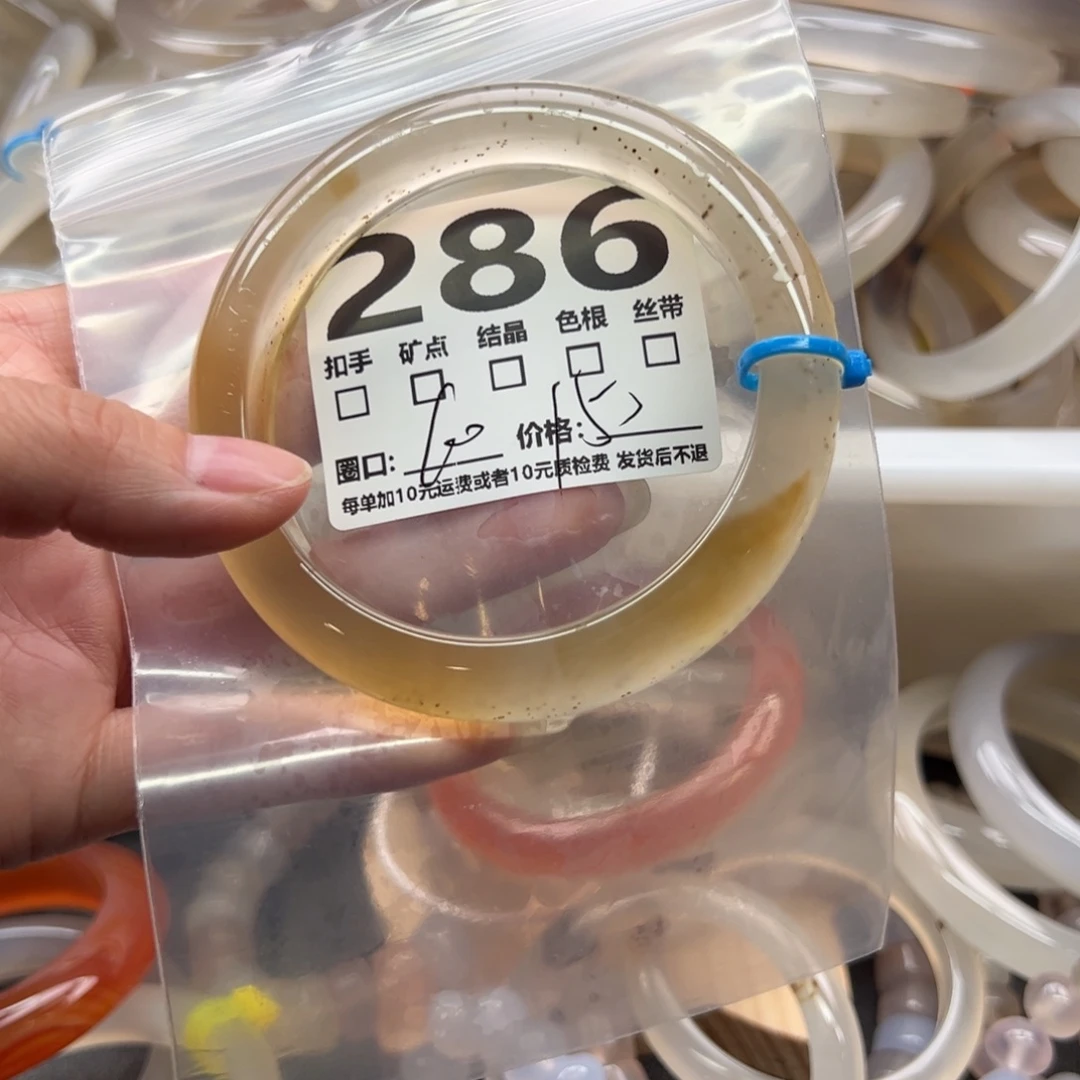 286
扣手 矿点 结晶 色根 丝带
圈口: 价格:
每单加10元运费或者10元质检费 发货后不退